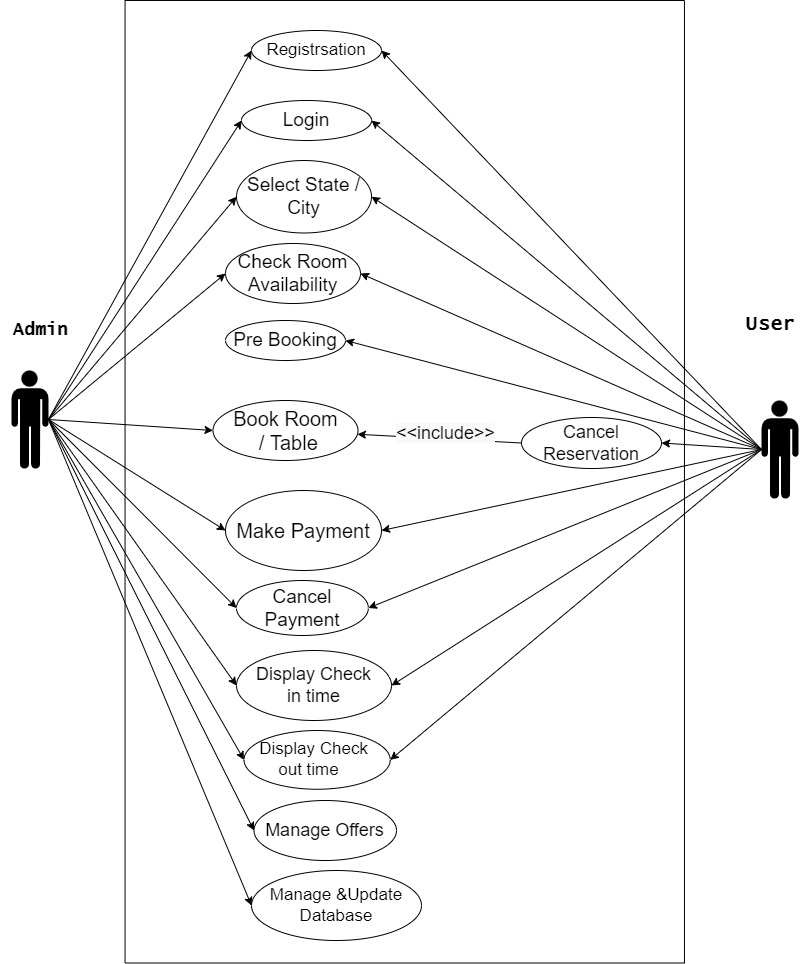 Registrsation
Login
Select State /
City
Check Room
Availability
Admin
User
Pre Booking
Book Room
/ Table
<<include>>
Cancel
Reservation
Make Payment
Cancel
Payment
Display Check
in time
Display Check
out time
Manage Offers
Manage &Update
Database